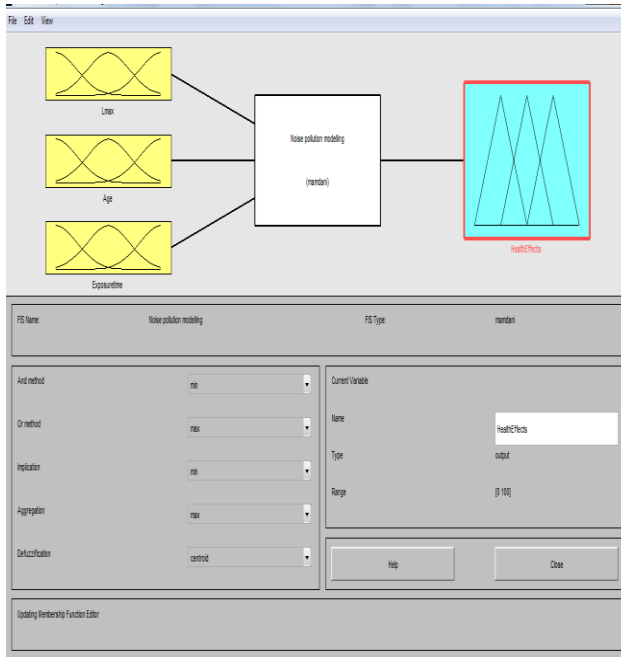 File Edit View
Lmax
Noise pollution modelling
(mamdani)
Age
HealthEffects
Exposuretime
FIS Name: Noise pollution modelling FIS Type: mamdani
And method min
Or method max
Implication min
Aggregation max
Defuzzification centroid
Current Variable
Name HealthEffects
Type output
Range [0 100]
Help Close
Updating Membership Function Editor